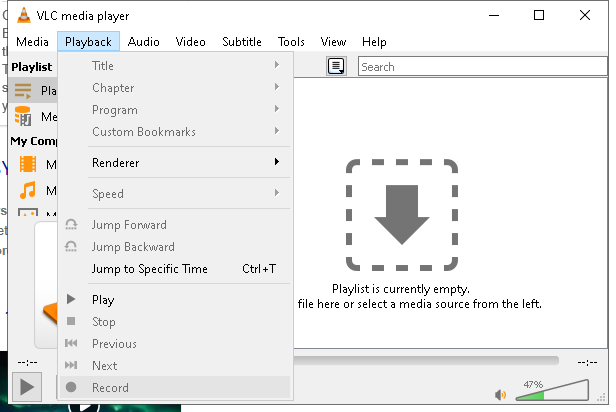 VLC media player
Media Playback Audio Video Subtitle Tools View Help
Playlist
Search
Title
Chapter
Program
Custom Bookmarks
My Comp
Renderer
Speed
Jump Forward
Jump Backward
Jump to Specific Time Ctrl+T
Play
Stop
Previous
Next
Record
Playlist is currently empty.
file here or select a media source from the left.
--:-- --:--
47%